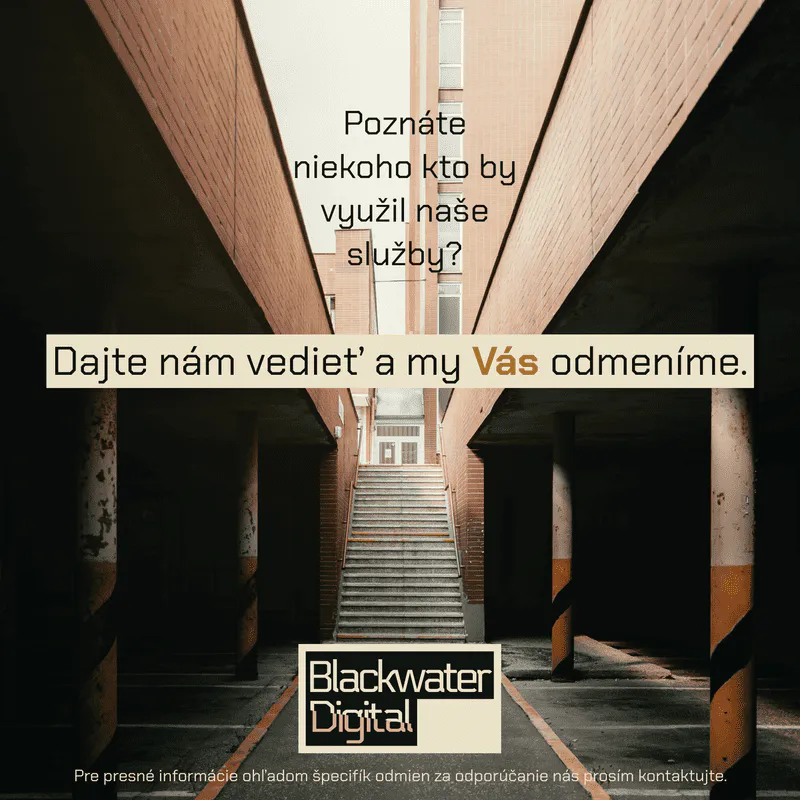 Poznáte
niekoho kto by
využil naše
služby?
Dajte nám vedieť a my Vás odmeníme.
Blackwater
Digital
Pre presné informácie ohľadom špecifík odmien za odporúčanie nás prosím kontaktujte.